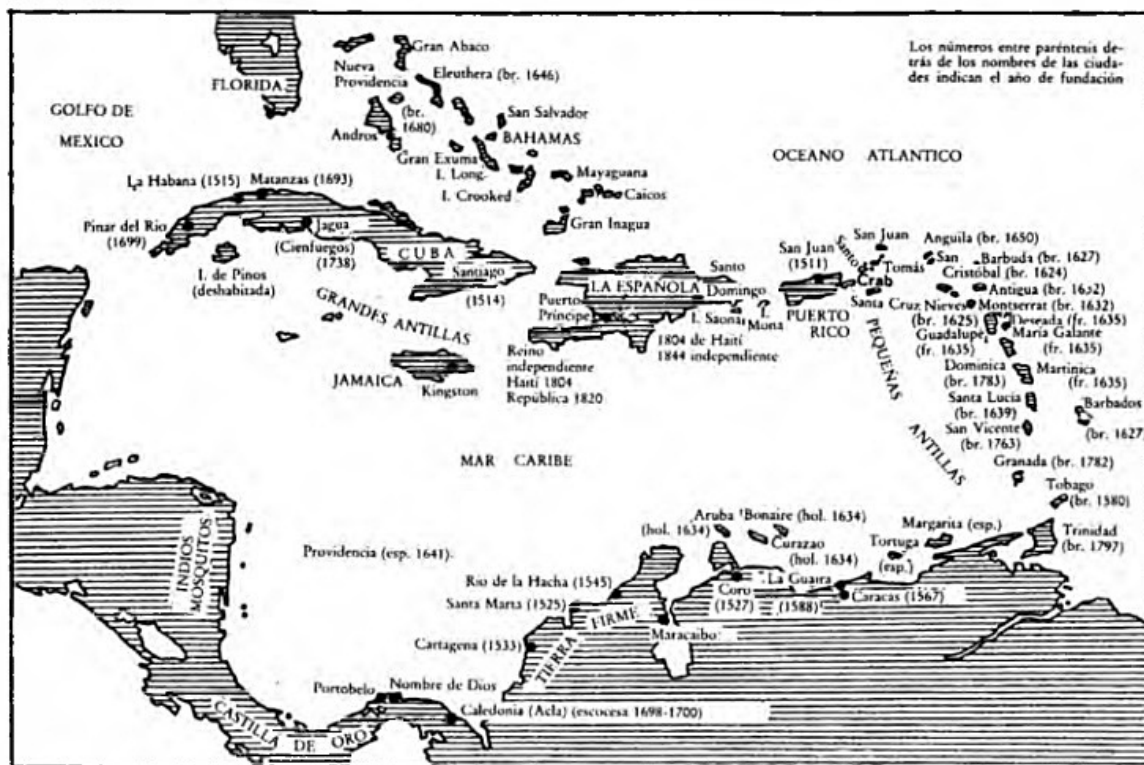 Los números entre paréntesis de-
trás de los nombres de las ciuda-
des indican el año de fundación
Gran Abaco
Nueva
Providencia
(br.
1680)
Eleuthera (br. 1646)
FLORIDA
GOLFO DE
MEXICO
San Salvador
Andros
BAHAMAS
Gran Exuma
I. Long.
I. Crooked
Mayaguana
Caicos
Gran Inagua
OCEANO ATLANTICO
La Habana (1515)
Matanzas (1693)
Pinar del Rio
(1699)
Jagua
(Cienfuegos)
(1738)
CUBA
I. de Pinos
(deshabitada)
Santiago
(1514)
GRANDES ANTILLAS
JAMAICA
Kingston
LA ESPAÑOLA
Santo
Domingo
Puerto
Príncipe
I. Saona
I.
Mona
Reino
independiente
Haití 1804
República 1820
1804 de Haití
1844 independiente
San Juan
(1511)
PUERTO
RICO
San Juan
Santo
Tomás
Crab
Santa Cruz
Anguila (br. 1650)
San
Cristóbal (br. 1624)
Barbuda (br. 1627)
Antigua (br. 1632)
Nieves
(br. 1625)
Montserrat (br. 1632)
Deseada (fr. 1635)
Guadalupe
(fr. 1635)
María Galante
(fr. 1635)
Dominica
(br. 1783)
Martinica
(fr. 1635)
Santa Lucía
(br. 1639)
Barbados
(br. 1627
San Vicente
(br. 1763)
PEQUEÑAS ANTILLAS
Granada (br. 1782)
Tobago
(br. 1580)
Trinidad
(br. 1797)
MAR CARIBE
INDIOS
MOSQUITOS
Providencia (esp. 1641).
Aruba
(hol. 1634)
Bonaire (hol. 1634)
Curazao
(hol. 1634)
Margarita (esp.)
Tortuga
(esp.)
Rio de la Hacha (1545)
Santa Marta (1525)
Coro
(1527)
La Guaira
(1588)
Caracas (1567)
Cartagena (1533)
TIERRA FIRME
Maracaibo
Portobelo
Nombre de Dios
Caledonia (Acla) (escocesa 1698-1700)
CASTILLA DE ORO